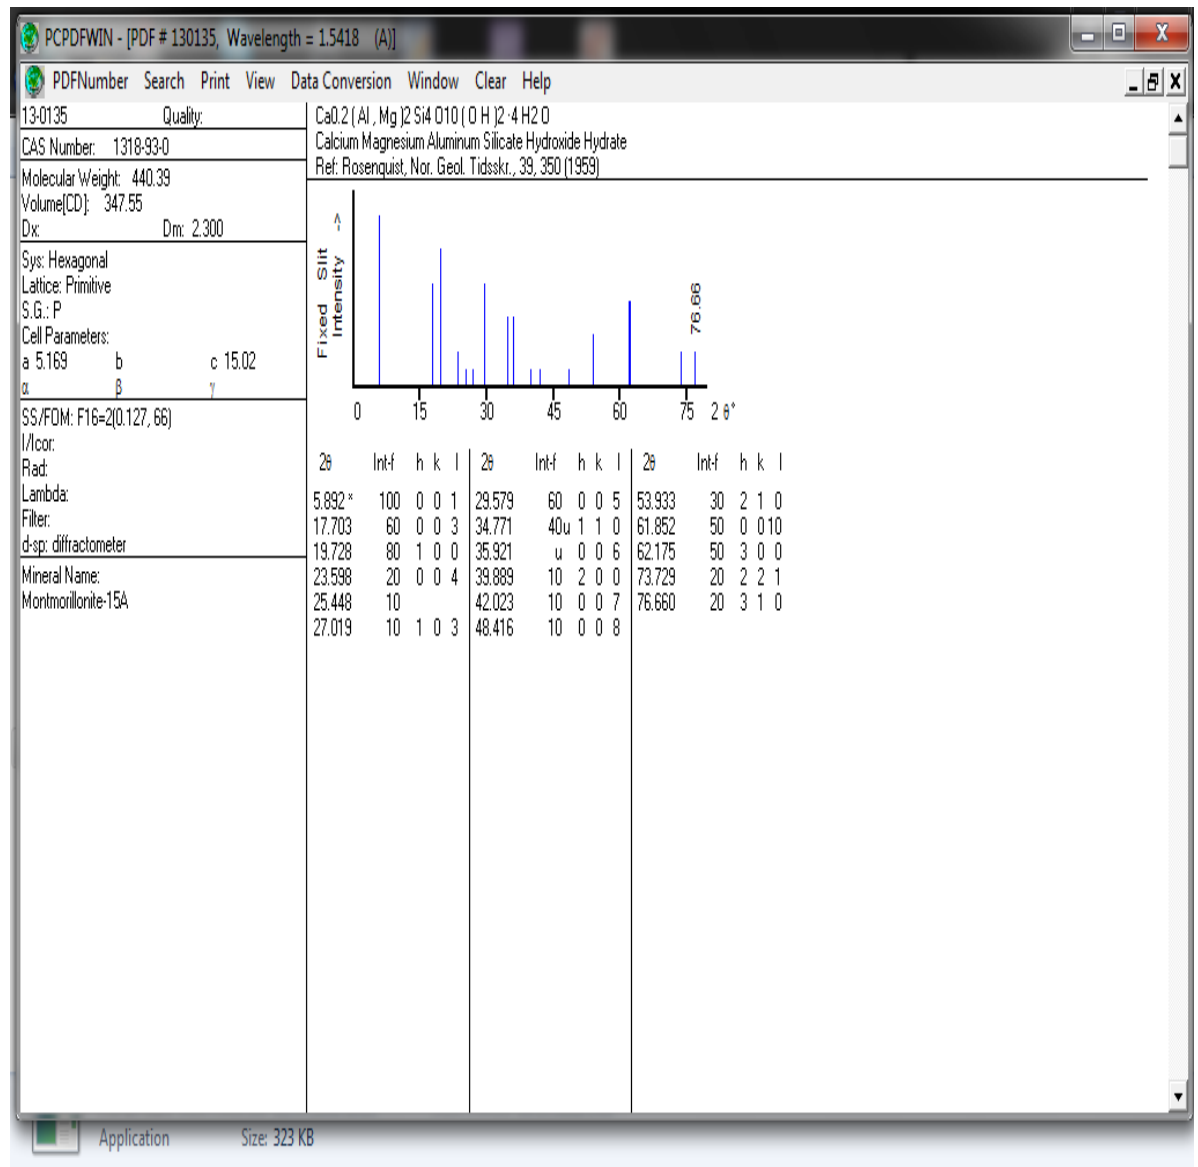 PCPDFWIN - [PDF # 130135, Wavelength = 1.5418 (A)]
PDFNumber Search Print View Data Conversion Window Clear Help
13-0135 Quality:
CAS Number: 1318-93-0
Molecular Weight: 440.39
Volume[CD]: 347.55
Dx: Dm: 2.300
Sys: Hexagonal
Lattice: Primitive
S.G.: P
Cell Parameters:
a 5.169 b c 15.02
α β γ
SS/FOM: F16=2(0.127, 66)
I/Icor:
Rad:
Lambda:
Filter:
d-sp: diffractometer
Mineral Name:
Montmorillonite-15A
Ca0.2 ( Al , Mg )2 Si4 O10 ( O H )2 ·4 H2 O
Calcium Magnesium Aluminum Silicate Hydroxide Hydrate
Ref: Rosenquist, Nor. Geol. Tidsskr., 39, 350 (1959)
Fixed Slit
Intensity ->
76.66
0 15 30 45 60 75 2 θ°
2θ Int-f h k l 2θ Int-f h k l 2θ Int-f h k l
5.892 * 100 0 0 1 29.579 60 0 0 5 53.933 30 2 1 0
17.703 60 0 0 3 34.771 40u 1 1 0 61.852 50 0 010
19.728 80 1 0 0 35.921 u 0 0 6 62.175 50 3 0 0
23.598 20 0 0 4 39.889 10 2 0 0 73.729 20 2 2 1
25.448 10 42.023 10 0 0 7 76.660 20 3 1 0
27.019 10 1 0 3 48.416 10 0 0 8
Application Size: 323 KB